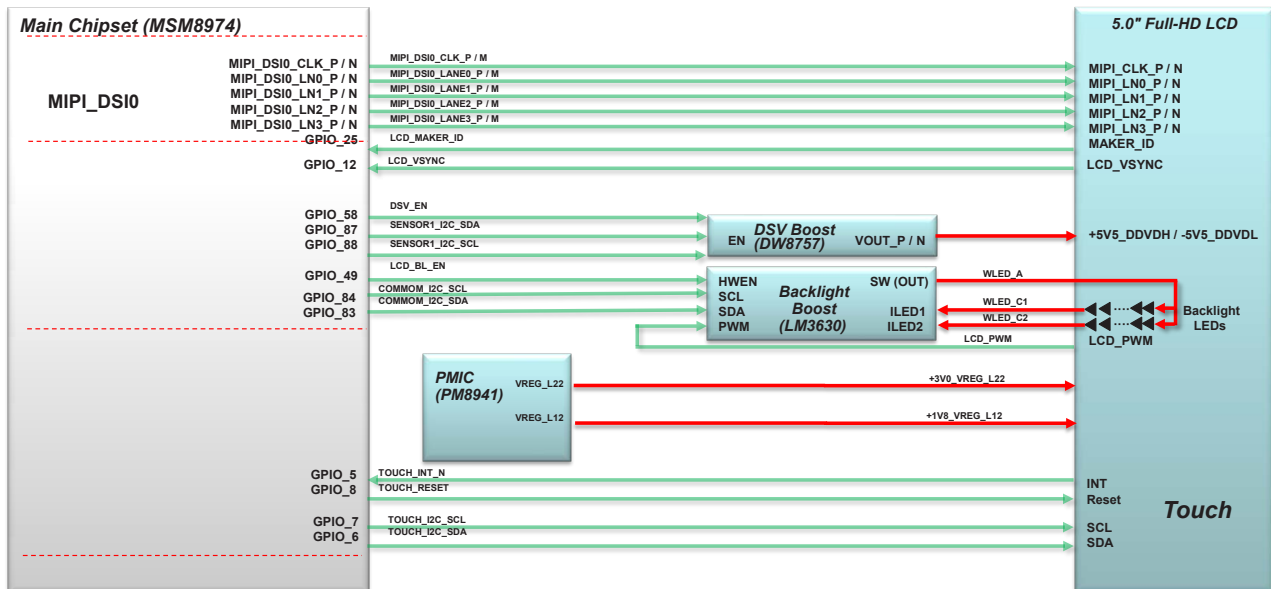 Main Chipset (MSM8974)
5.0" Full-HD LCD
MIPI_DSI0
MIPI_DSI0_CLK_P / N
MIPI_DSI0_LN0_P / N
MIPI_DSI0_LN1_P / N
MIPI_DSI0_LN2_P / N
MIPI_DSI0_LN3_P / N
GPIO_25
GPIO_12
MIPI_DSI0_CLK_P / M
MIPI_DSI0_LANE0_P / M
MIPI_DSI0_LANE1_P / M
MIPI_DSI0_LANE2_P / M
MIPI_DSI0_LANE3_P / M
LCD_MAKER_ID
LCD_VSYNC
MIPI_CLK_P / N
MIPI_LN0_P / N
MIPI_LN1_P / N
MIPI_LN2_P / N
MIPI_LN3_P / N
MAKER_ID
LCD_VSYNC
GPIO_58
GPIO_87
GPIO_88
DSV_EN
SENSOR1_I2C_SDA
SENSOR1_I2C_SCL
DSV Boost
(DW8757)
EN
VOUT_P / N
+5V5_DDVDH / -5V5_DDVDL
GPIO_49
GPIO_84
GPIO_83
LCD_BL_EN
COMMOM_I2C_SCL
COMMOM_I2C_SDA
HWEN
SCL
SDA
PWM
Backlight
Boost
(LM3630)
SW (OUT)
ILED1
ILED2
WLED_A
WLED_C1
WLED_C2
LCD_PWM
Backlight
LEDs
LCD_PWM
PMIC
(PM8941)
VREG_L22
VREG_L12
+3V0_VREG_L22
+1V8_VREG_L12
GPIO_5
GPIO_8
GPIO_7
GPIO_6
TOUCH_INT_N
TOUCH_RESET
TOUCH_I2C_SCL
TOUCH_I2C_SDA
INT
Reset
SCL
SDA
Touch